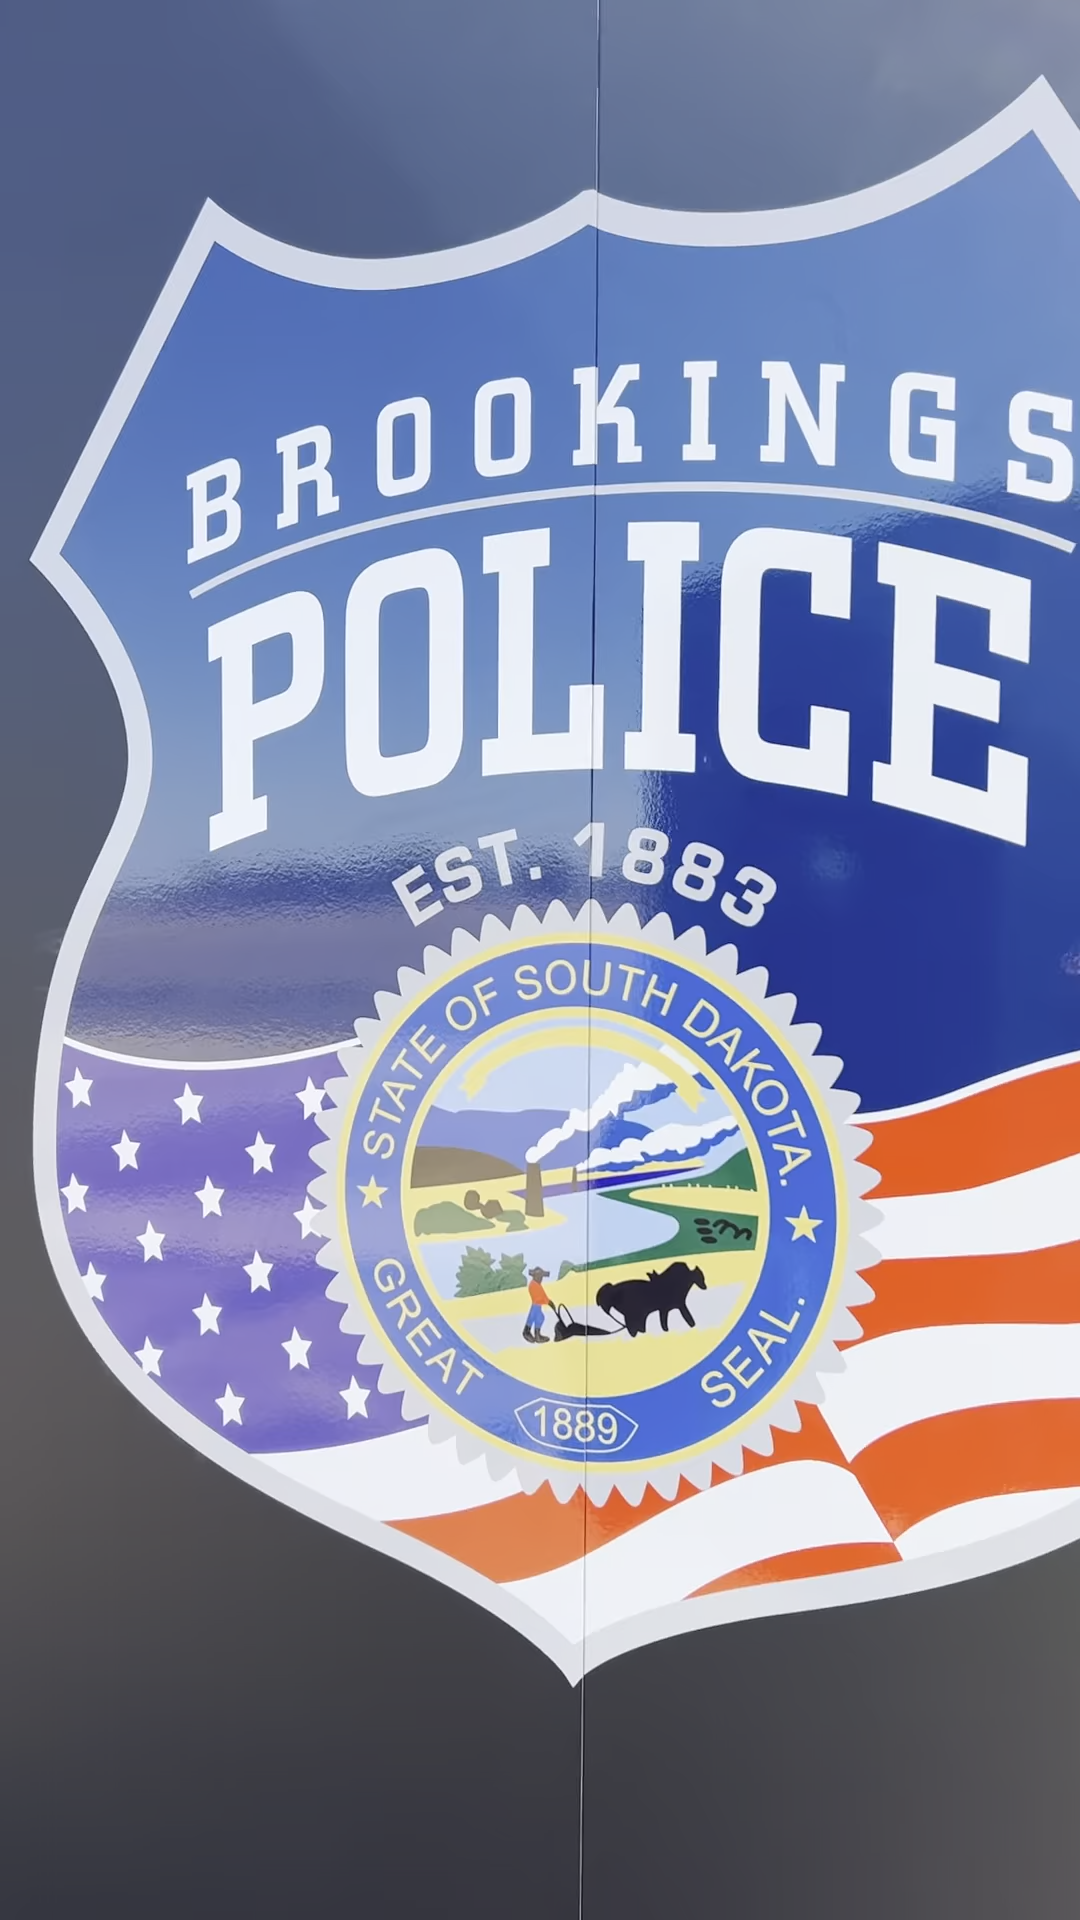 BROOKINGS
POLICE
EST. 1883
STATE OF SOUTH DAKOTA.
GREAT SEAL.
1889